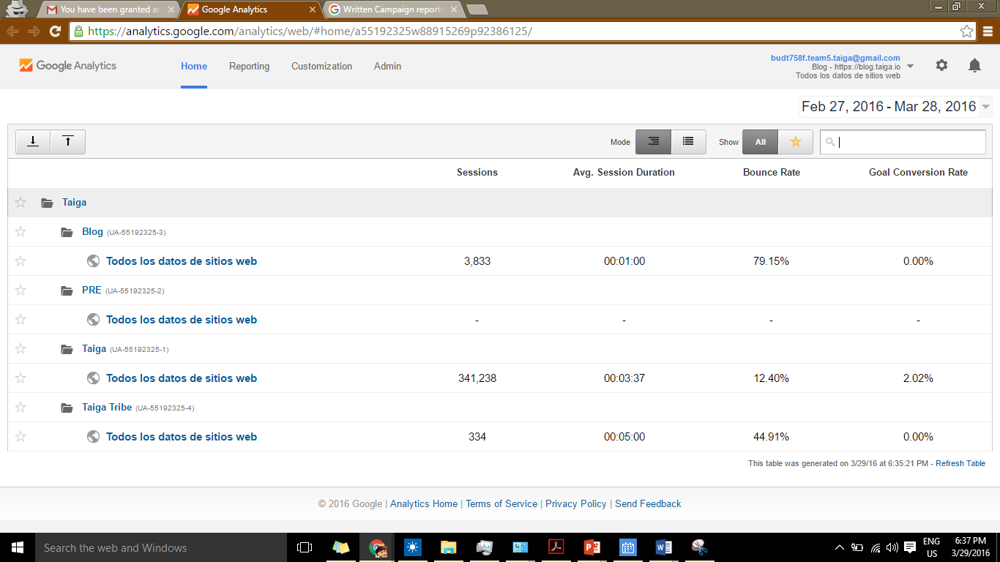 You have been granted ac
Google Analytics
Written Campaign reports
https://analytics.google.com/analytics/web/#home/a55192325w88915269p92386125/
Google Analytics
Home Reporting Customization Admin
budt758f.team5.taiga@gmail.com
Blog - https://blog.taiga.io
Todos los datos de sitios web
Feb 27, 2016 - Mar 28, 2016
Mode Show All
Sessions Avg. Session Duration Bounce Rate Goal Conversion Rate
Taiga
Blog (UA-55192325-3)
Todos los datos de sitios web 3,833 00:01:00 79.15% 0.00%
PRE (UA-55192325-2)
Todos los datos de sitios web - - - -
Taiga (UA-55192325-1)
Todos los datos de sitios web 341,238 00:03:37 12.40% 2.02%
Taiga Tribe (UA-55192325-4)
Todos los datos de sitios web 334 00:05:00 44.91% 0.00%
This table was generated on 3/29/16 at 6:35:21 PM - Refresh Table
© 2016 Google | Analytics Home | Terms of Service | Privacy Policy | Send Feedback
Search the web and Windows
ENG
US
6:37 PM
3/29/2016